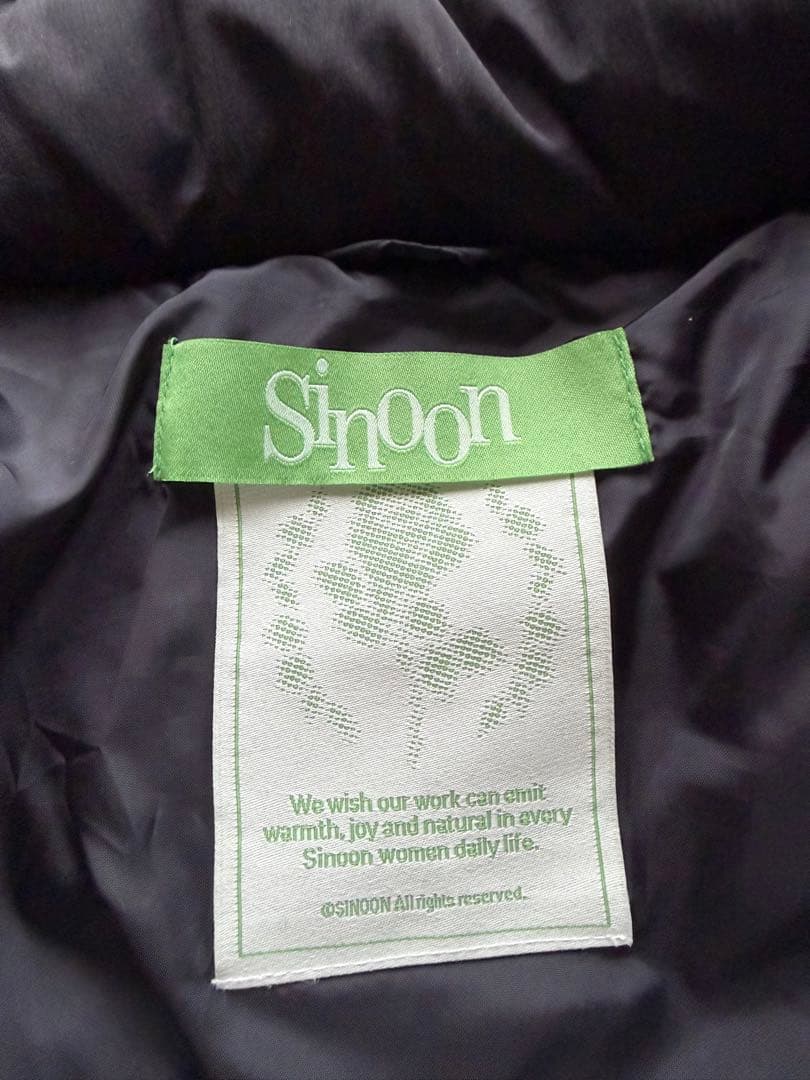 Sinoon
We wish our work can emit
warmth, joy and natural in every
Sinoon women daily life.
©SINOON All rights reserved.